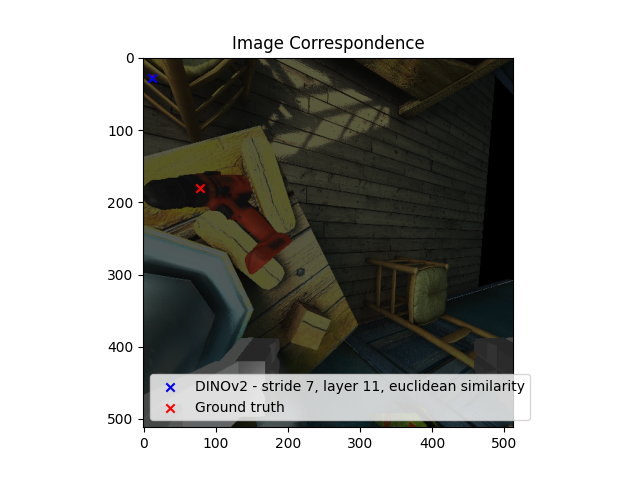 Image Correspondence
0
100
200
300
400
500
DINOv2 - stride 7, layer 11, euclidean similarity
Ground truth
0 100 200 300 400 500